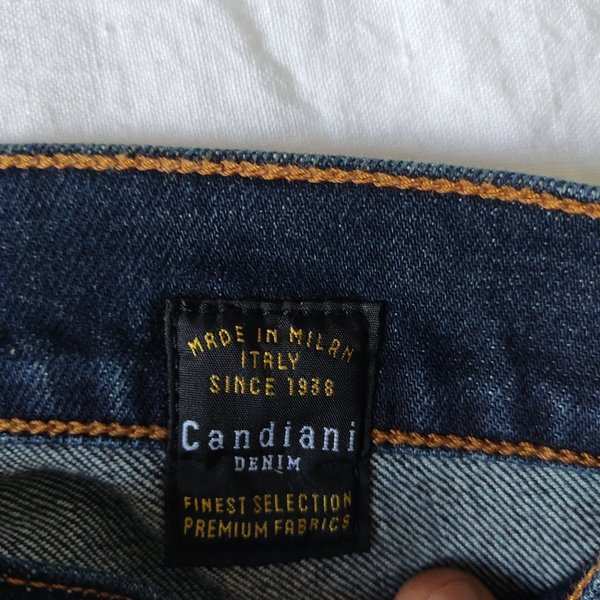 MADE IN MILAN
ITALY
SINCE 1938
Candiani
DENIM
FINEST SELECTION
PREMIUM FABRICS